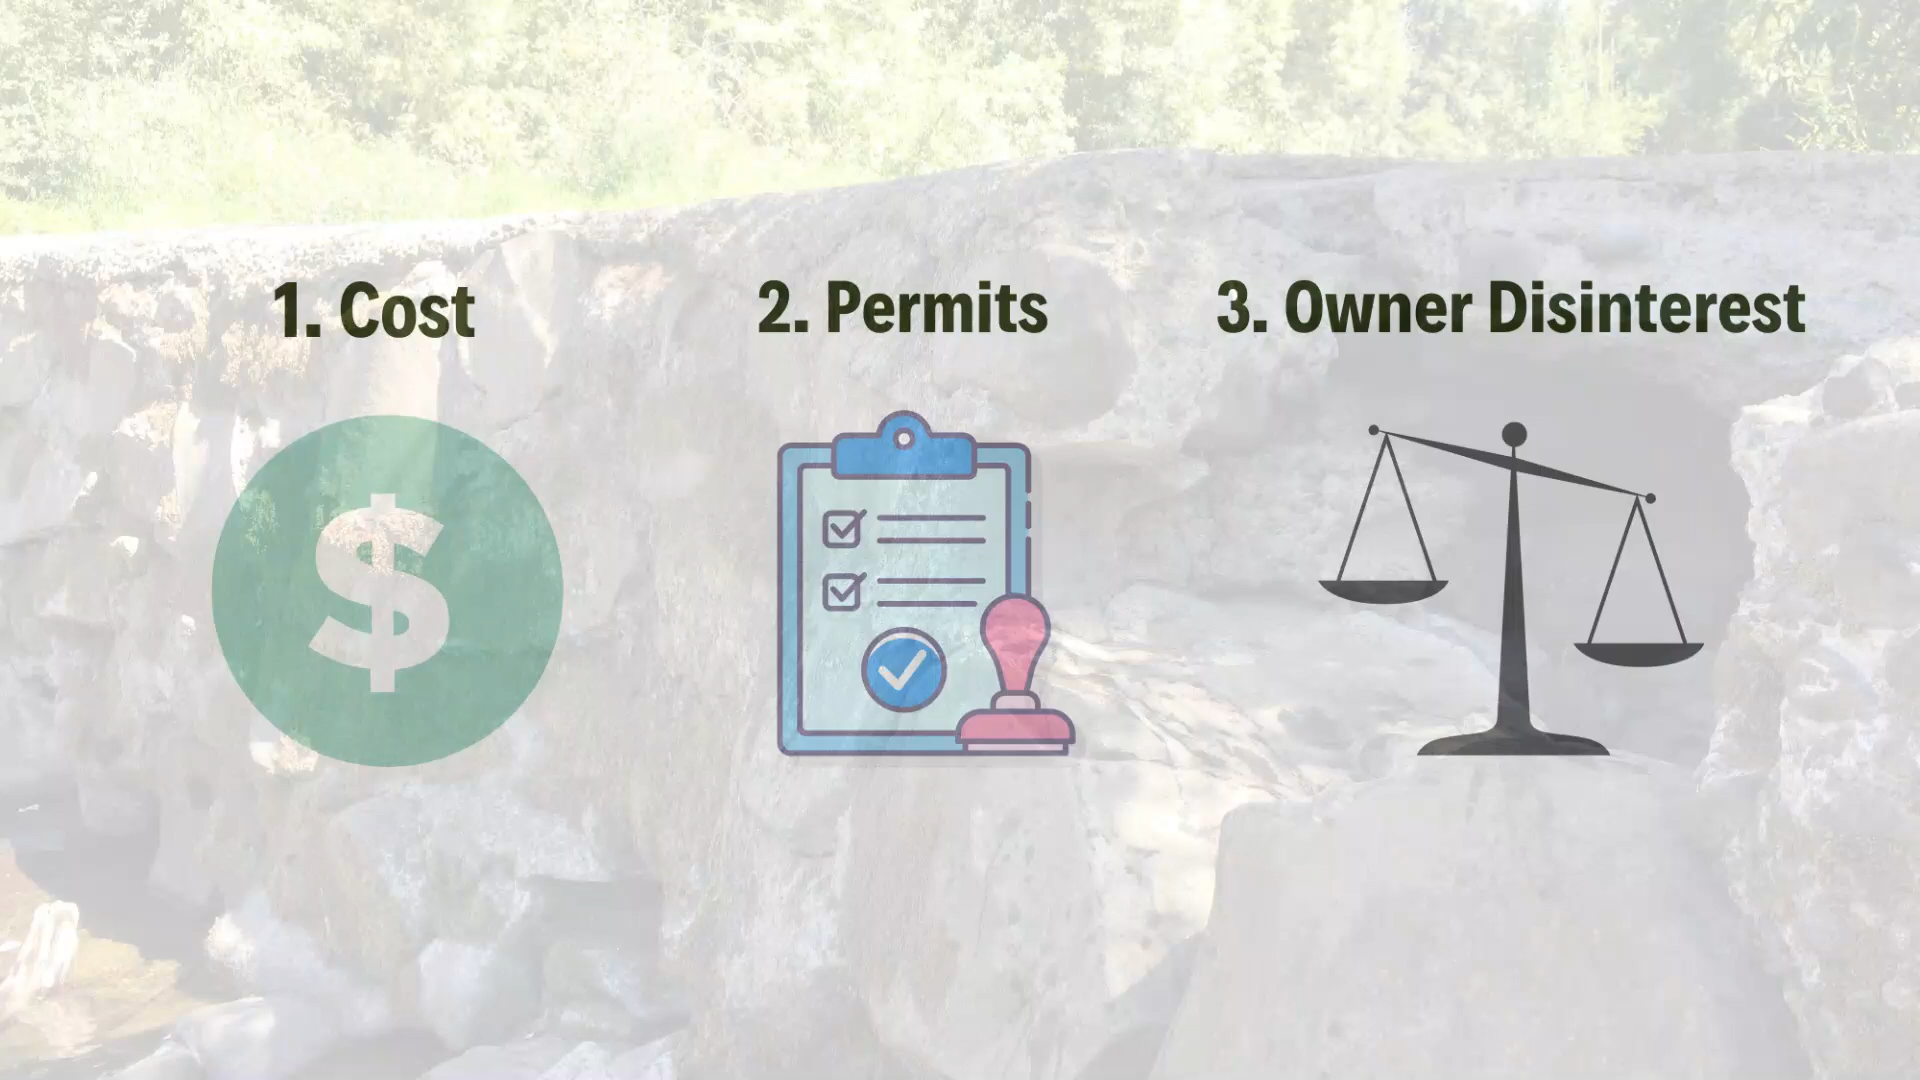 1. Cost
2. Permits
3. Owner Disinterest
$